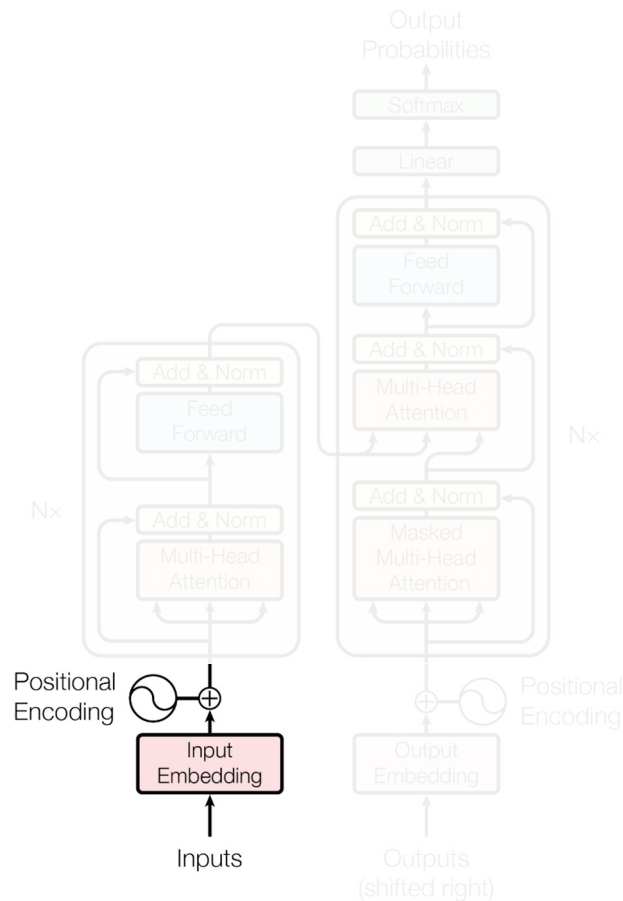 Output
Probabilities
Softmax
Linear
Add & Norm
Feed
Forward
Add & Norm
Multi-Head
Attention
Add & Norm
Masked
Multi-Head
Attention
N×
Add & Norm
Feed
Forward
N×
Add & Norm
Multi-Head
Attention
Positional
Encoding
Input
Embedding
Inputs
Positional
Encoding
Output
Embedding
Outputs
(shifted right)